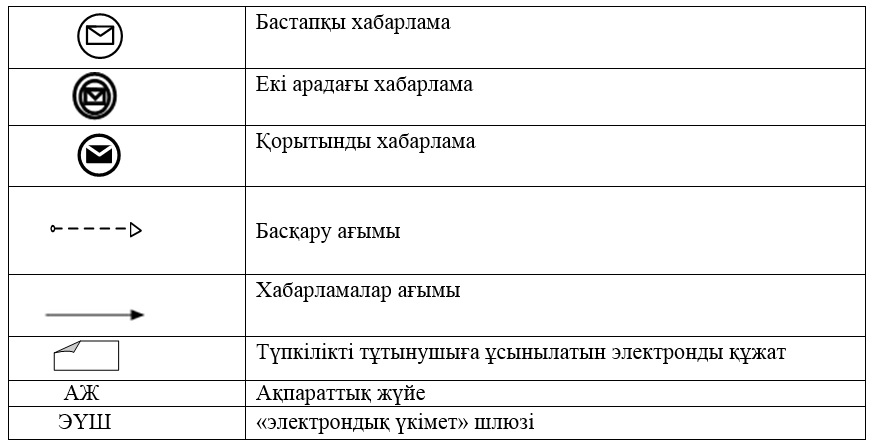 Бастапқы хабарлама
Екі арадағы хабарлама
Қорытынды хабарлама
Басқару ағымы
Хабарламалар ағымы
Түпкілікті тұтынушыға ұсынылатын электронды құжат
АЖ Ақпараттық жүйе
ЭҮШ «электрондық үкімет» шлюзі